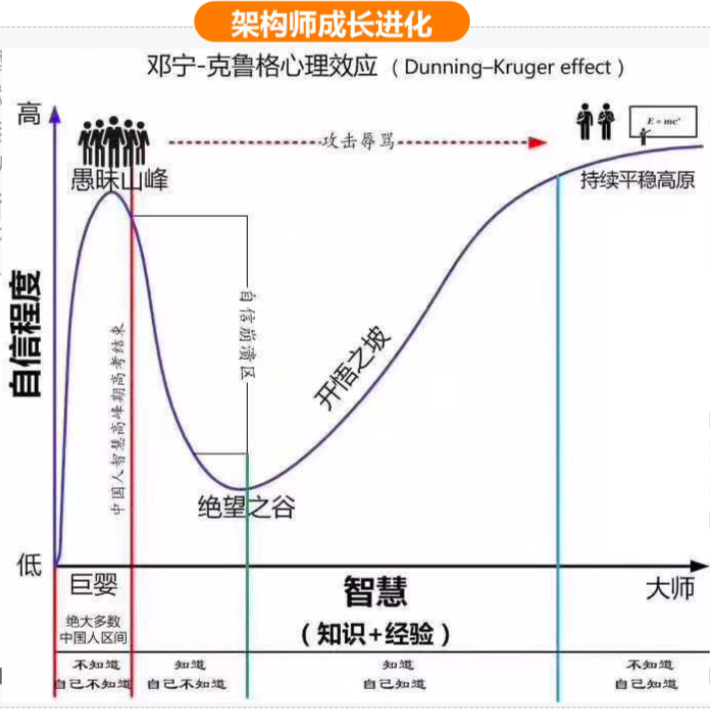 架构师成长进化
邓宁-克鲁格心理效应 （Dunning–Kruger effect）
高
E = mc²
攻击辱骂
愚昧山峰
持续平稳高原
自信程度
中国人智慧高峰期高考结束
自信崩溃区
开悟之坡
绝望之谷
低
巨婴
智慧
大师
绝大多数
中国人区间
（知识+经验）
不知道
自己不知道
知道
自己不知道
知道
自己知道
不知道
自己知道